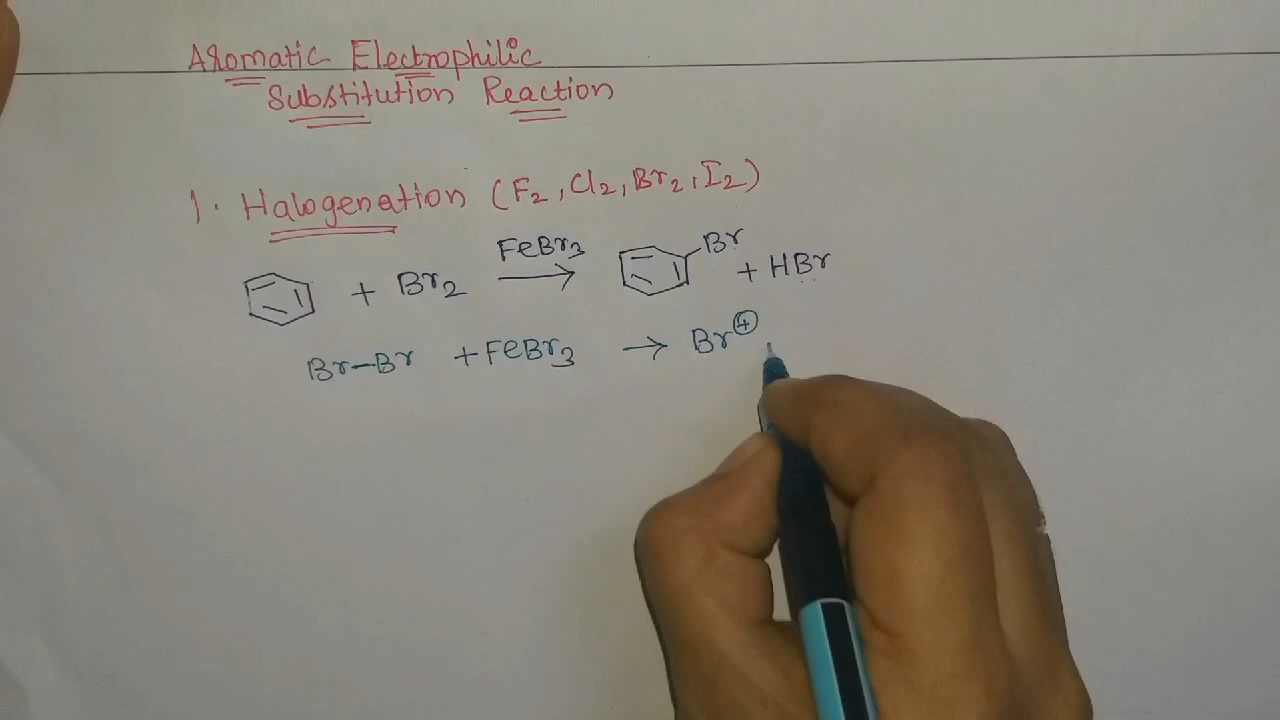 Aromatic Electrophilic
Substitution Reaction
1. Halogenation (F₂, Cl₂, Br₂, I₂)
+ Br₂ FeBr₃ → Br + HBr
Br–Br + FeBr₃ → Br⊕